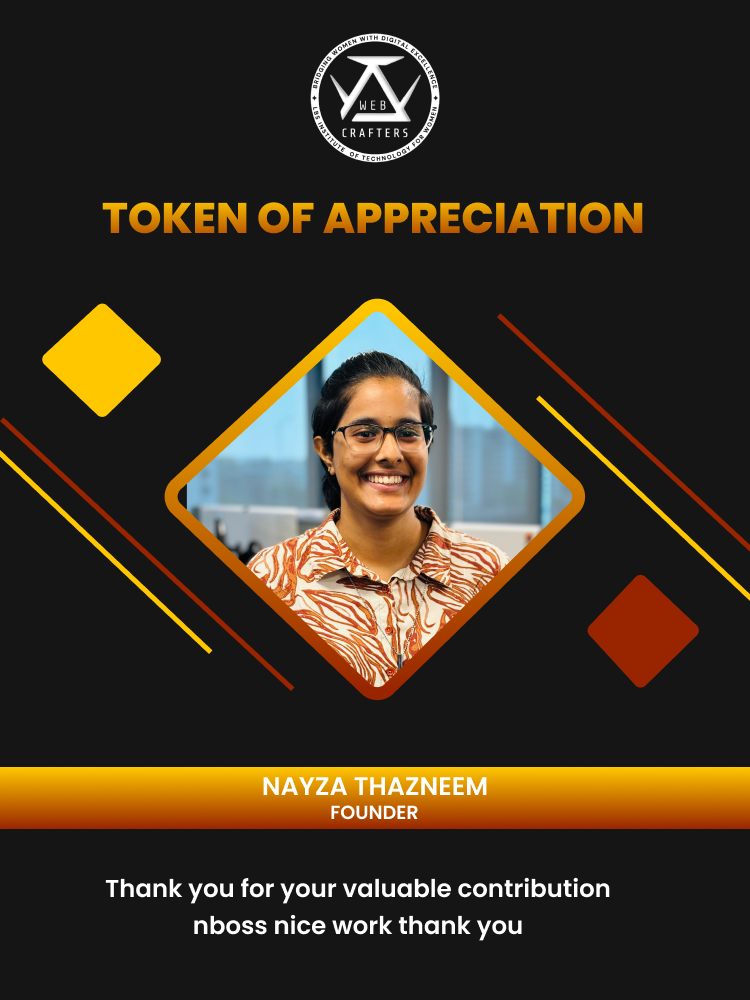 BRIDGING WOMEN WITH DIGITAL EXCELLENCE
WEB
CRAFTERS
LBS INSTITUTE OF TECHNOLOGY FOR WOMEN
TOKEN OF APPRECIATION
NAYZA THAZNEEM
FOUNDER
Thank you for your valuable contribution
nboss nice work thank you